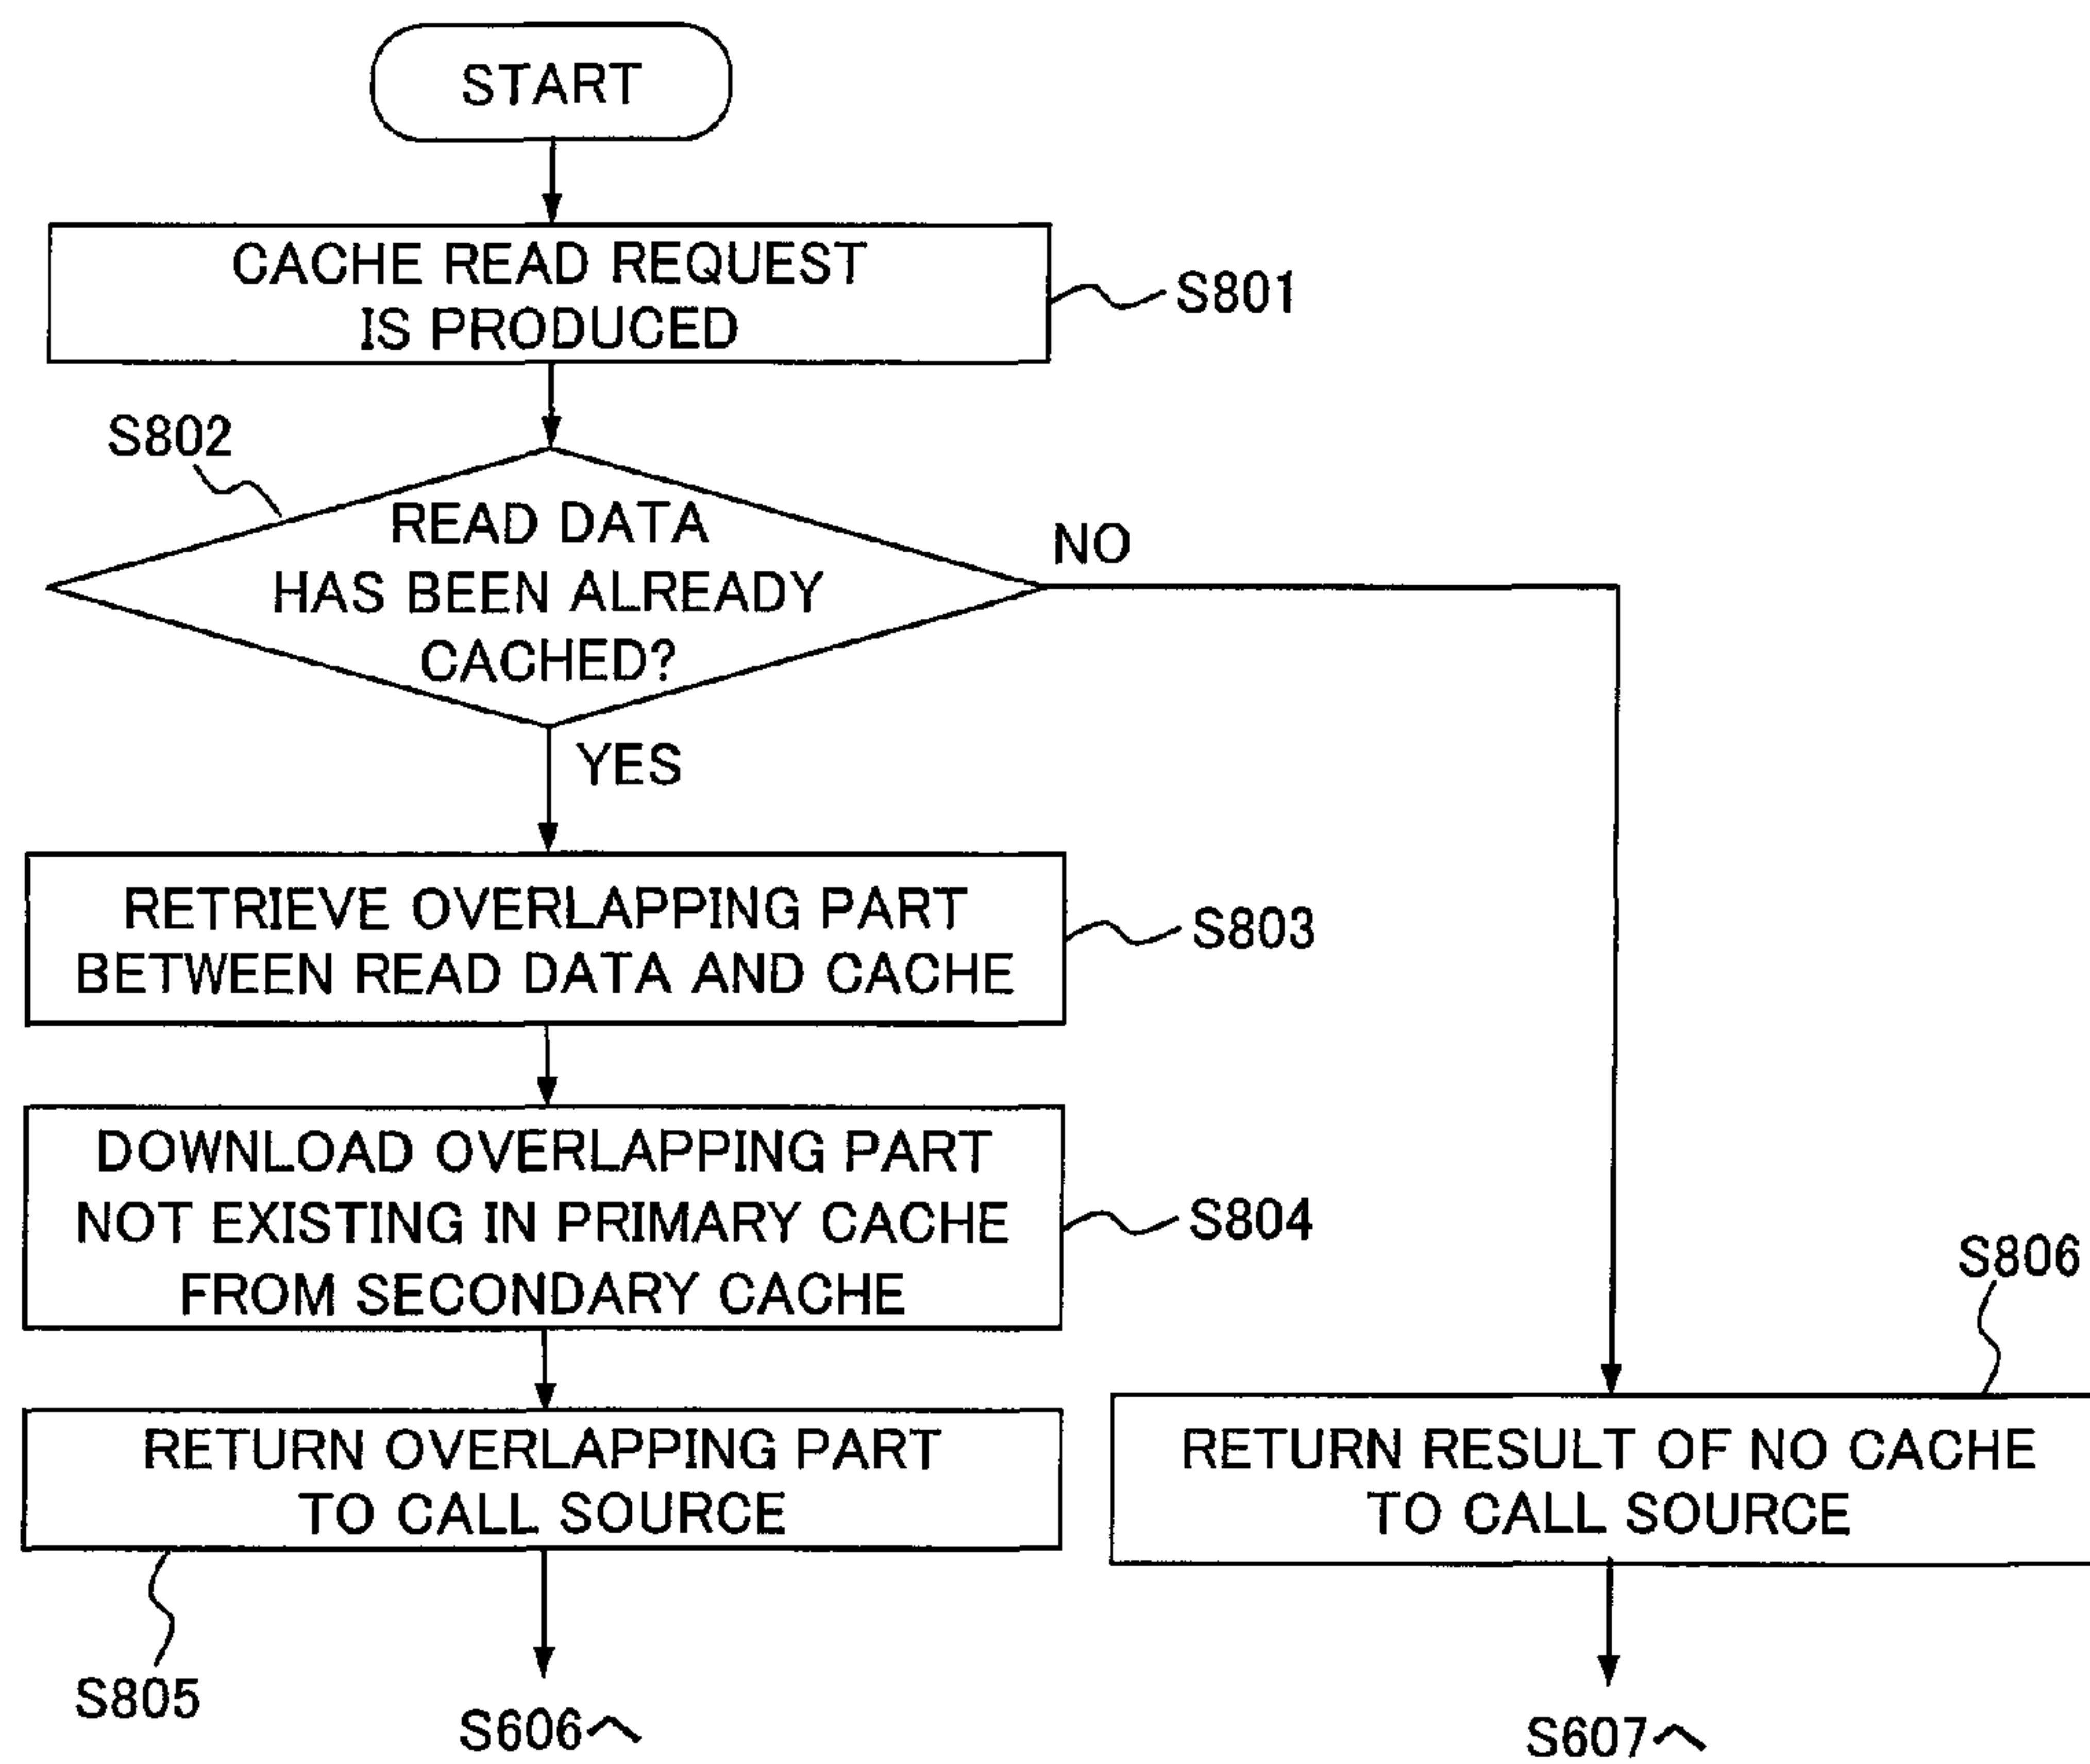 START
CACHE READ REQUEST
IS PRODUCED
S801
S802
READ DATA
HAS BEEN ALREADY
CACHED?
NO
YES
RETRIEVE OVERLAPPING PART
BETWEEN READ DATA AND CACHE
S803
DOWNLOAD OVERLAPPING PART
NOT EXISTING IN PRIMARY CACHE
FROM SECONDARY CACHE
S804
S806
RETURN OVERLAPPING PART
TO CALL SOURCE
RETURN RESULT OF NO CACHE
TO CALL SOURCE
S805
S606へ
S607へ